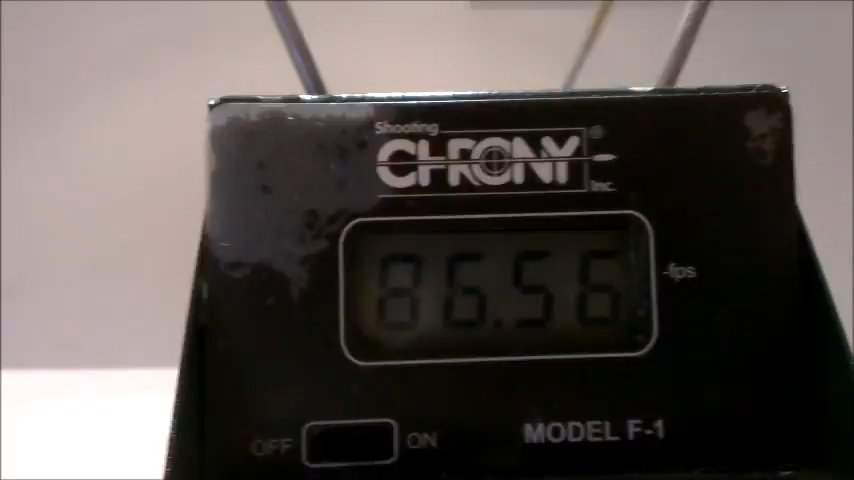 Shooting
CHRONY®
Inc.
86.56
-fps
OFF ON
MODEL F-1